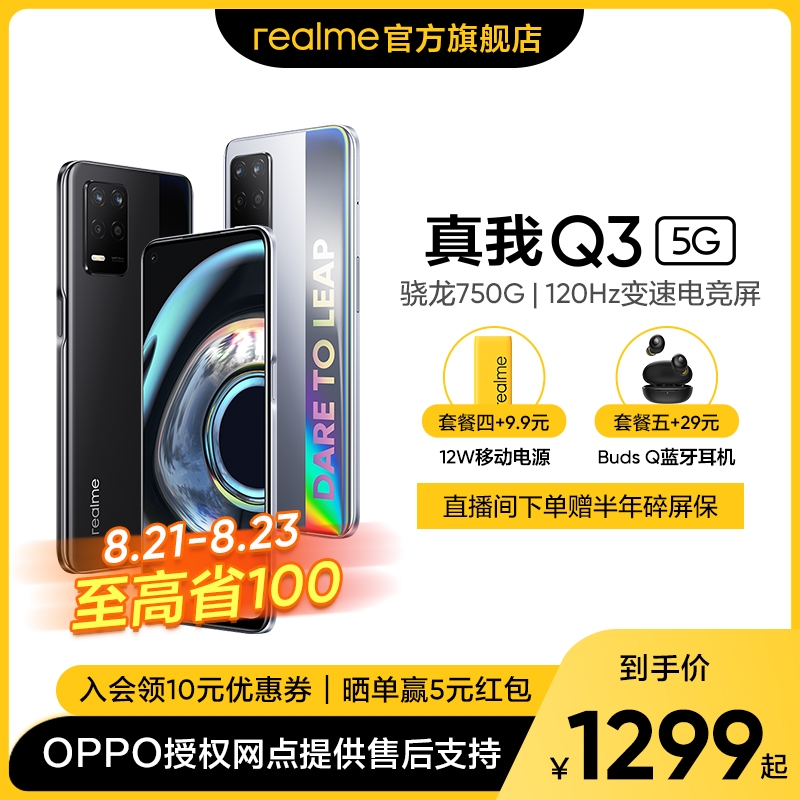 realme官方旗舰店
真我Q3 5G
骁龙750G | 120Hz变速电竞屏
realme
套餐四+9.9元
套餐五+29元
12W移动电源
Buds Q蓝牙耳机
直播间下单赠半年碎屏保
DARE TO LEAP
realme
8.21-8.23
至高省100
入会领10元优惠券 | 晒单赢5元红包
OPPO授权网点提供售后支持
到手价
¥1299起